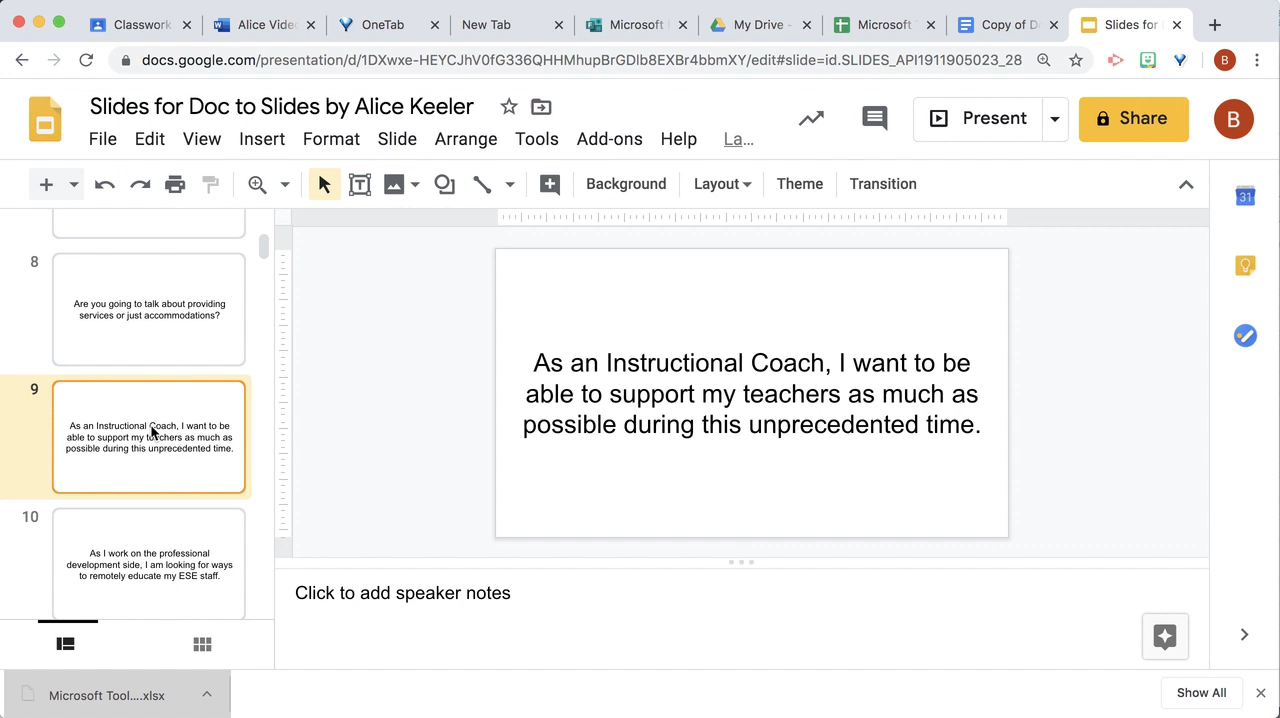 Classwork
Alice Vide
OneTab
New Tab
Microsoft
My Drive -
Microsoft
Copy of D
Slides for
docs.google.com/presentation/d/1DXwxe-HEYCJhV0fG336QHHMhupBrGDlb8EXBr4bbmXY/edit#slide=id.SLIDES_API1911905023_28
B
Slides for Doc to Slides by Alice Keeler
File Edit View Insert Format Slide Arrange Tools Add-ons Help La...
Present
Share
B
Background Layout Theme Transition
31
8
Are you going to talk about providing
services or just accommodations?
9
As an Instructional Coach, I want to be
able to support my teachers as much as
possible during this unprecedented time.
10
As I work on the professional
development side, I am looking for ways
to remotely educate my ESE staff.
As an Instructional Coach, I want to be
able to support my teachers as much as
possible during this unprecedented time.
Click to add speaker notes
Microsoft Tool....xlsx
Show All